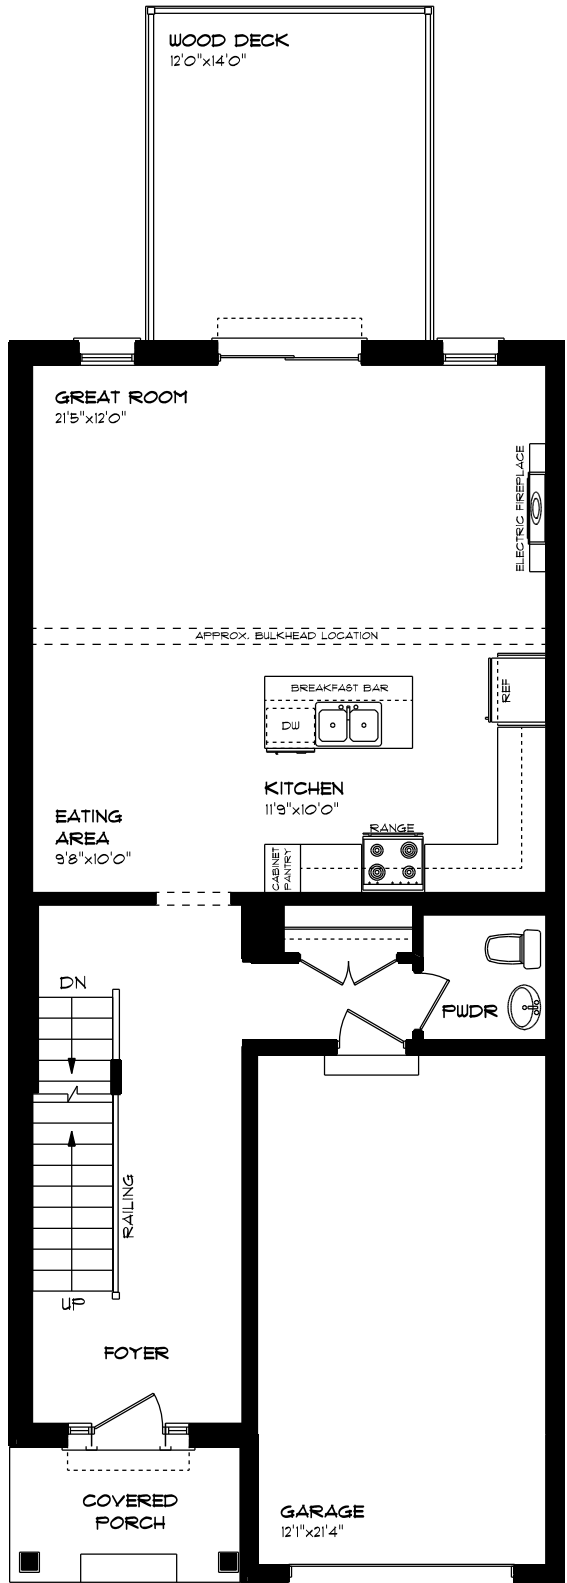 WOOD DECK
12'0"x14'0"
GREAT ROOM
21'5"x12'0"
ELECTRIC FIREPLACE
APPROX. BULKHEAD LOCATION
REF
BREAKFAST BAR
DW
KITCHEN
11'9"x10'0"
EATING
AREA
9'8"x10'0"
RANGE
CABINET
PANTRY
DN
PWDR
RAILING
UP
FOYER
COVERED
PORCH
GARAGE
12'1"x21'4"